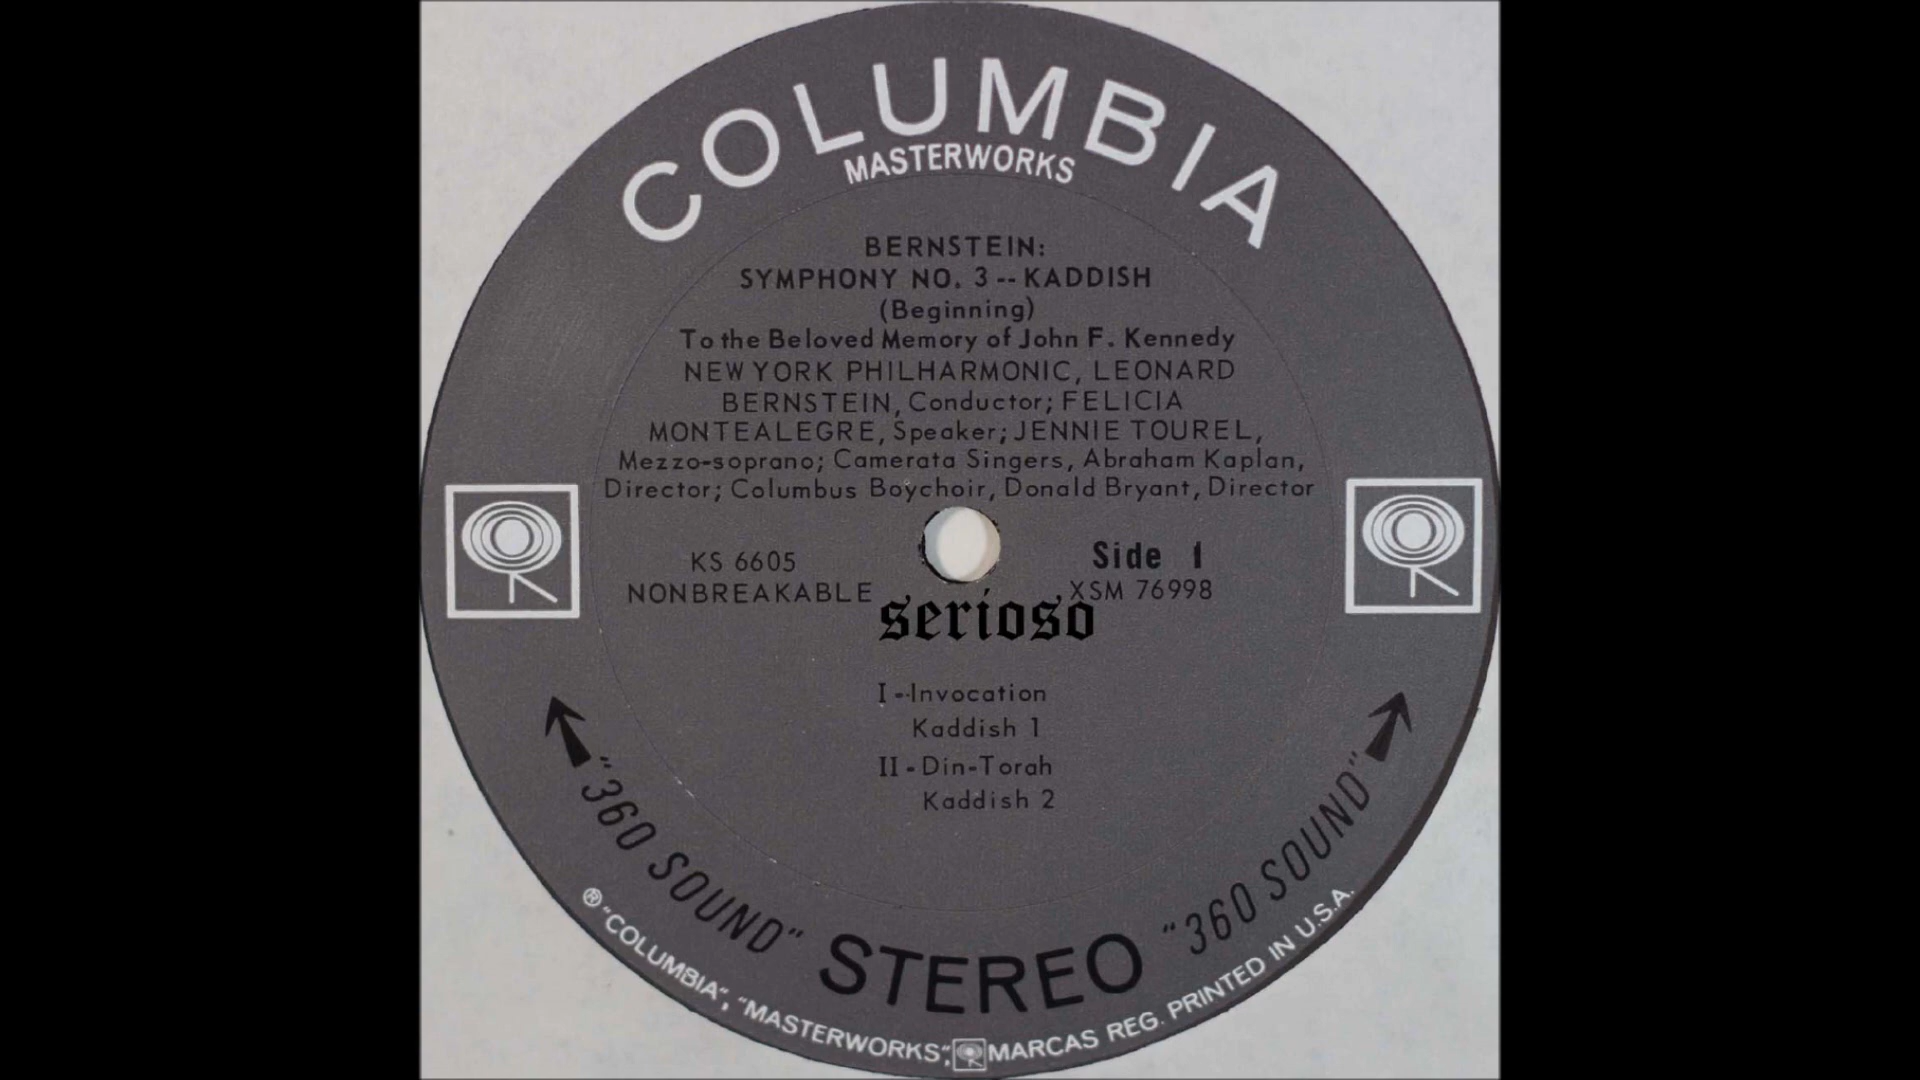 COLUMBIA
MASTERWORKS
BERNSTEIN:
SYMPHONY NO. 3 -- KADDISH
(Beginning)
To the Beloved Memory of John F. Kennedy
NEW YORK PHILHARMONIC, LEONARD
BERNSTEIN, Conductor; FELICIA
MONTEALEGRE, Speaker; JENNIE TOUREL,
Mezzo-soprano; Camerata Singers, Abraham Kaplan,
Director; Columbus Boychoir, Donald Bryant, Director
KS 6605
NONBREAKABLE
Side 1
XSM 76998
serioso
I -- Invocation
Kaddish 1
II - Din-Torah
Kaddish 2
"360 SOUND" STEREO "360 SOUND"
® "COLUMBIA", "MASTERWORKS", MARCAS REG. PRINTED IN U.S.A.